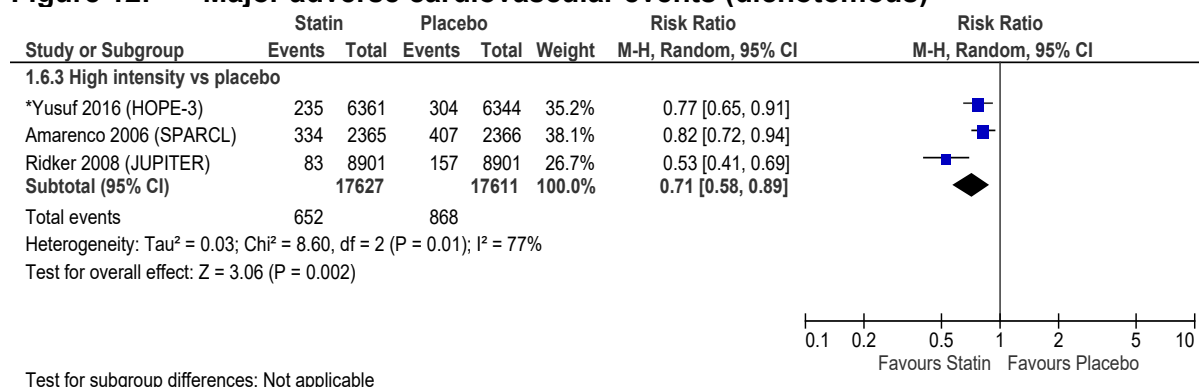 Figure 12: Major adverse cardiovascular events (dichotomous)
Statin Placebo Risk Ratio Risk Ratio
Study or Subgroup Events Total Events Total Weight M-H, Random, 95% CI M-H, Random, 95% CI
1.6.3 High intensity vs placebo
*Yusuf 2016 (HOPE-3) 235 6361 304 6344 35.2% 0.77 [0.65, 0.91]
Amarenco 2006 (SPARCL) 334 2365 407 2366 38.1% 0.82 [0.72, 0.94]
Ridker 2008 (JUPITER) 83 8901 157 8901 26.7% 0.53 [0.41, 0.69]
Subtotal (95% CI) 17627 17611 100.0% 0.71 [0.58, 0.89]
Total events 652 868
Heterogeneity: Tau² = 0.03; Chi² = 8.60, df = 2 (P = 0.01); I² = 77%
Test for overall effect: Z = 3.06 (P = 0.002)
0.1 0.2 0.5 1 2 5 10
Favours Statin Favours Placebo
Test for subgroup differences: Not applicable